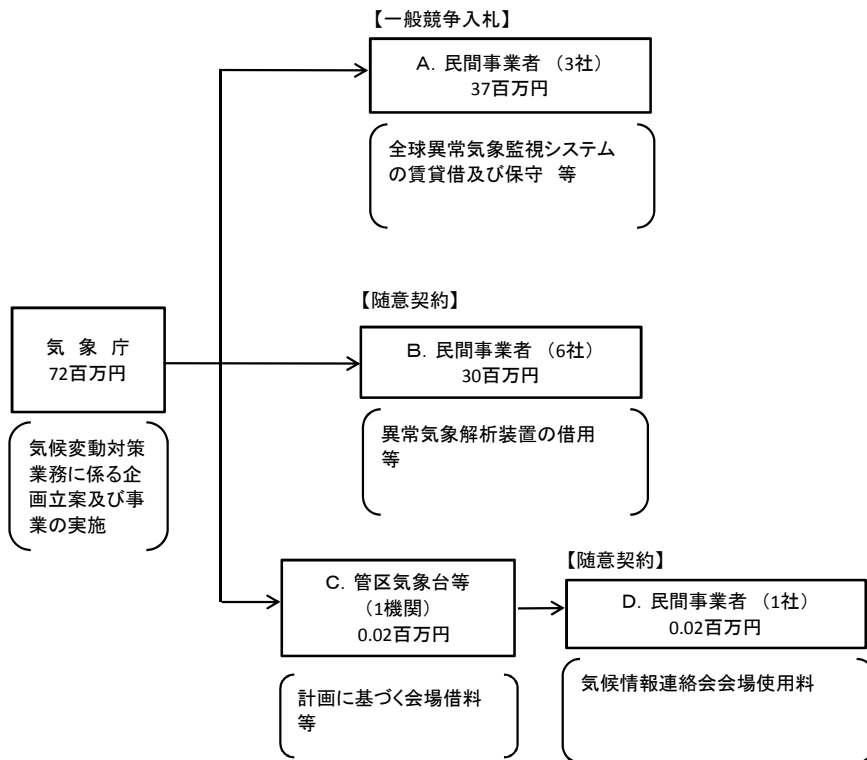 【一般競争入札】
A．民間事業者 （3社）
37百万円
全球異常気象監視システム
の賃貸借及び保守 等
【随意契約】
B．民間事業者 （6社）
30百万円
異常気象解析装置の借用
等
気 象 庁
72百万円
気候変動対策
業務に係る企
画立案及び事
業の実施
C．管区気象台等
（1機関）
0.02百万円
計画に基づく会場借料
等
【随意契約】
D．民間事業者 （1社）
0.02百万円
気候情報連絡会会場使用料